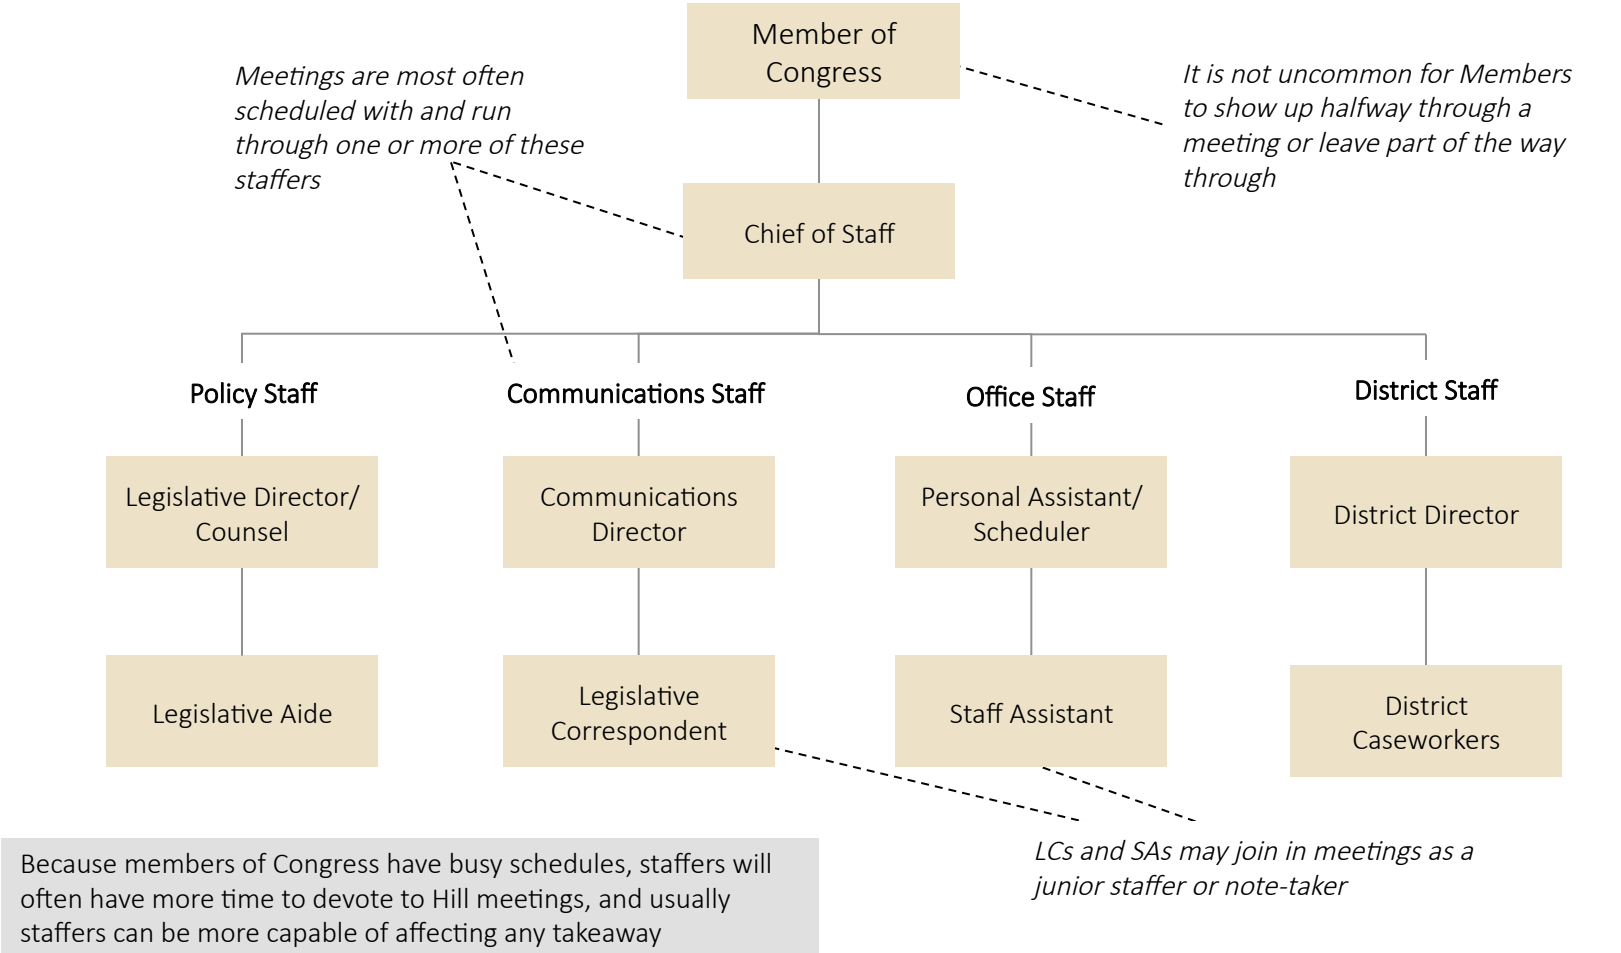 Member of
Congress
Meetings are most often
scheduled with and run
through one or more of these
staffers
It is not uncommon for Members
to show up halfway through a
meeting or leave part of the way
through
Chief of Staff
Policy Staff
Communications Staff
Office Staff
District Staff
Legislative Director/
Counsel
Communications
Director
Personal Assistant/
Scheduler
District Director
Legislative Aide
Legislative
Correspondent
Staff Assistant
District
Caseworkers
LCs and SAs may join in meetings as a
junior staffer or note-taker
Because members of Congress have busy schedules, staffers will
often have more time to devote to Hill meetings, and usually
staffers can be more capable of affecting any takeaway